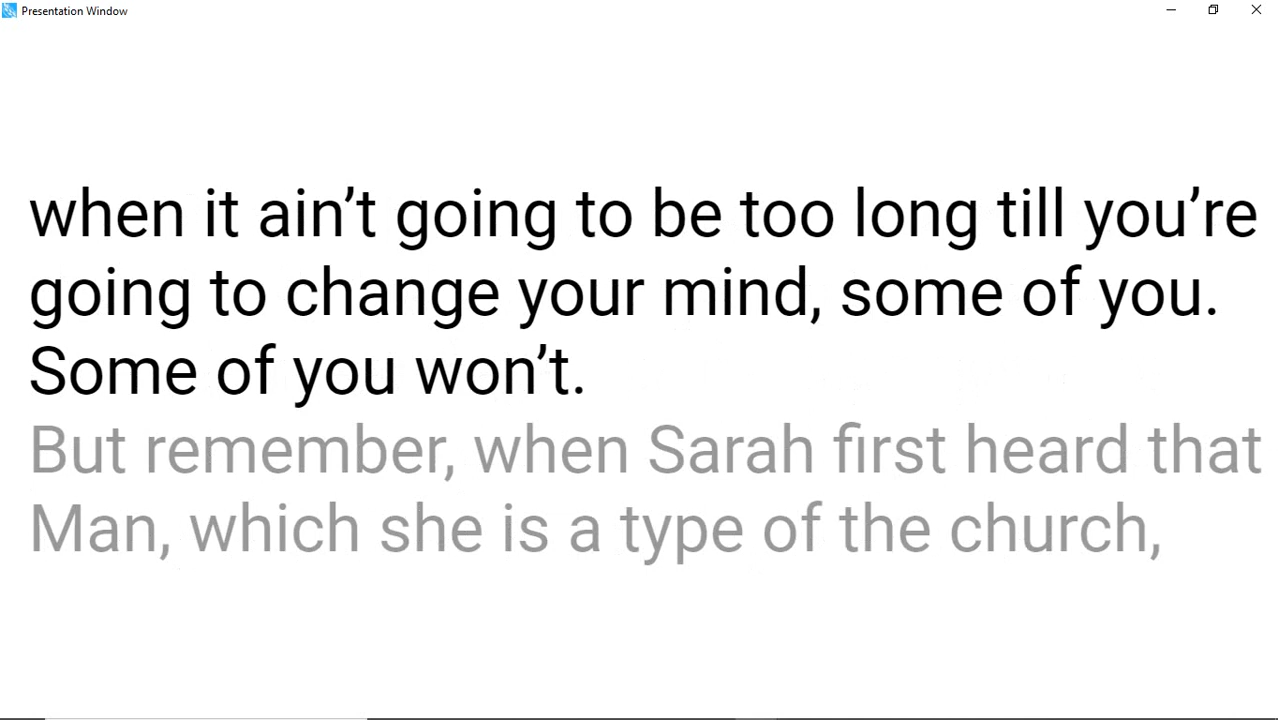 Presentation Window
when it ain’t going to be too long till you’re
going to change your mind, some of you.
Some of you won’t.
But remember, when Sarah first heard that
Man, which she is a type of the church,